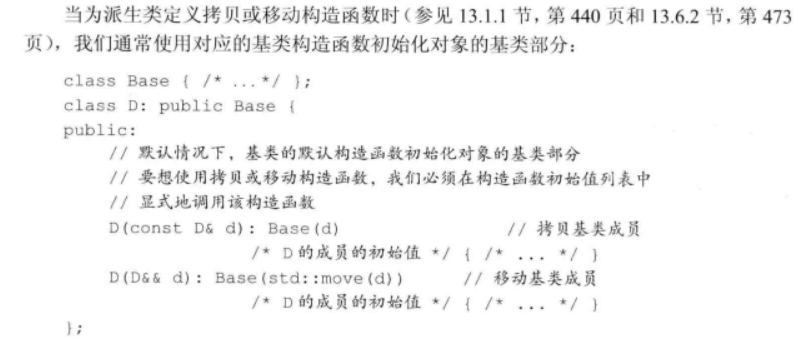 当为派生类定义拷贝或移动构造函数时（参见 13.1.1 节，第 440 页和 13.6.2 节，第 473
页），我们通常使用对应的基类构造函数初始化对象的基类部分：
class Base { /* ...*/ };
class D: public Base {
public:
// 默认情况下，基类的默认构造函数初始化对象的基类部分
// 要想使用拷贝或移动构造函数，我们必须在构造函数初始值列表中
// 显式地调用该构造函数
D(const D& d): Base(d) // 拷贝基类成员
/* D 的成员的初始值 */ { /* ... */ }
D(D&& d): Base(std::move(d)) // 移动基类成员
/* D 的成员的初始值 */ { /* ... */ }
};